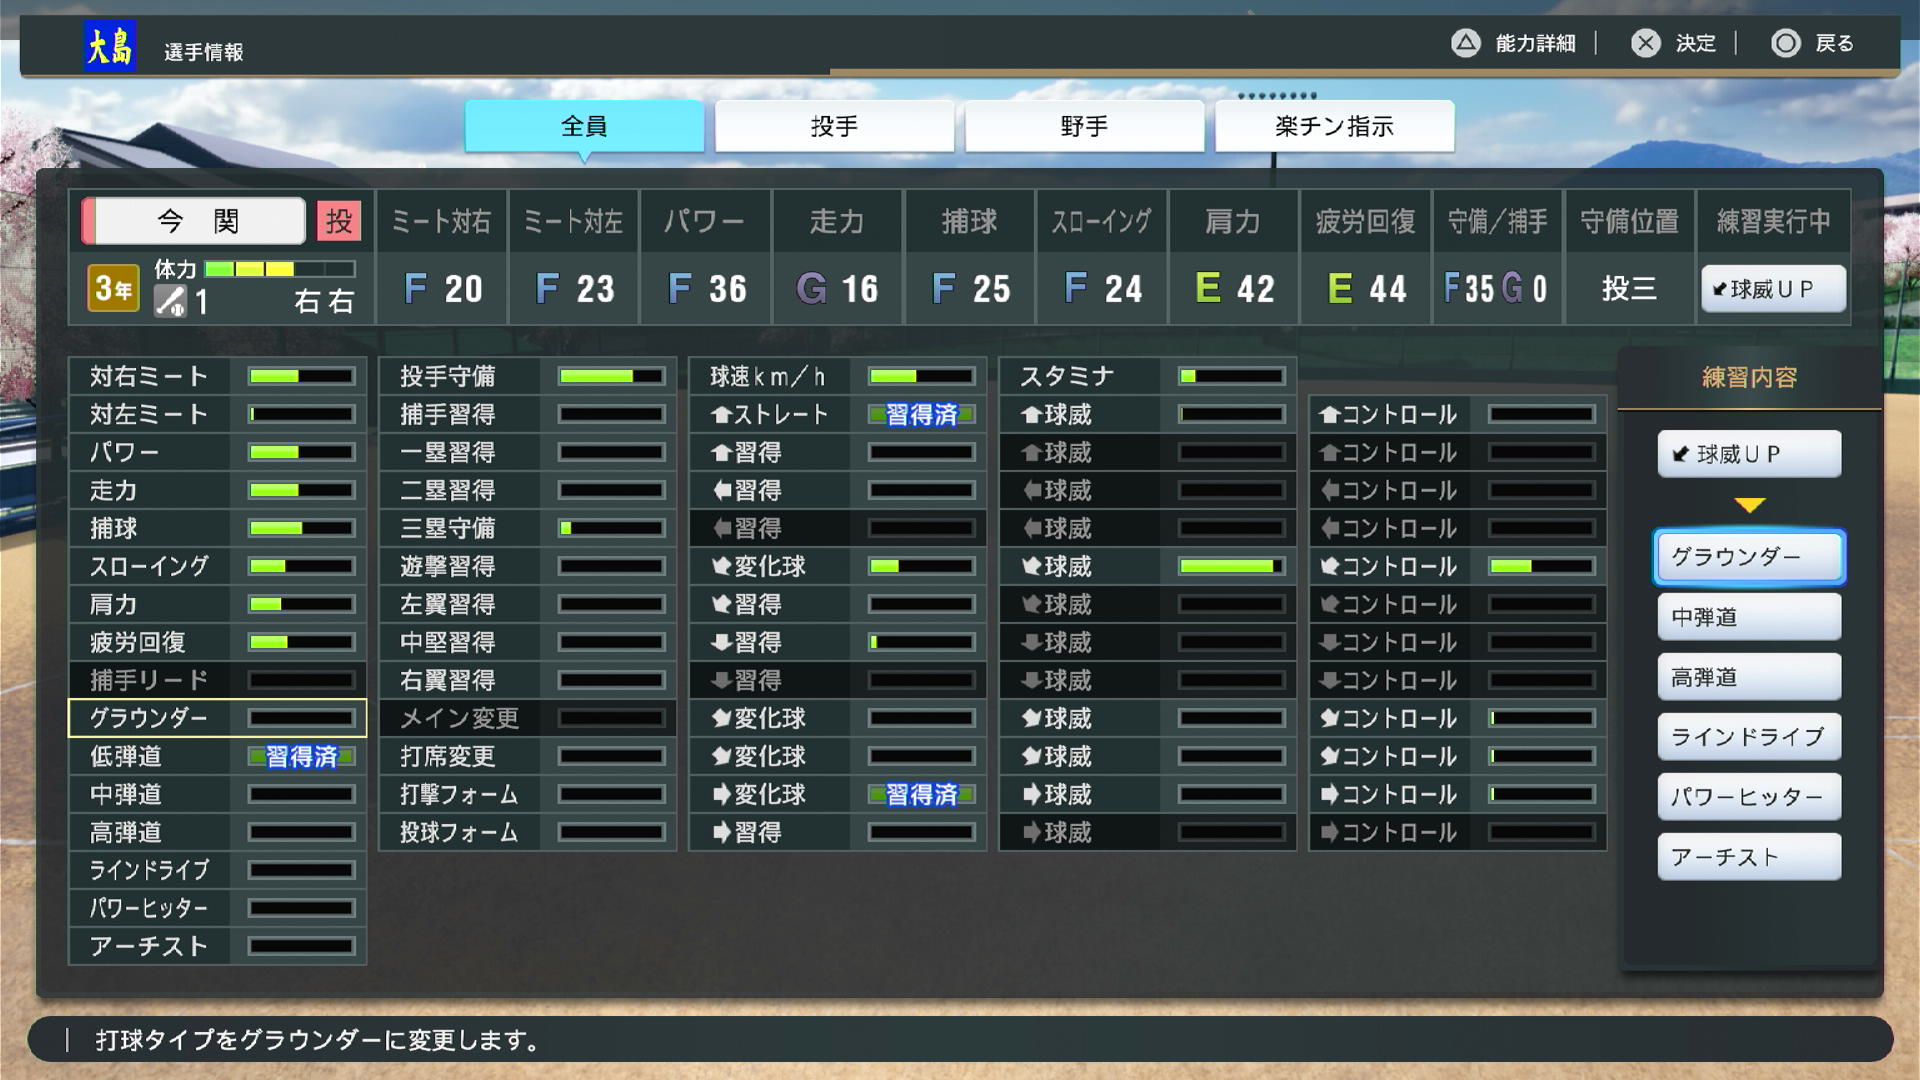 大島 選手情報 能力詳細 決定 戻る
全員 投手 野手 楽チン指示
今関 投 ミート対右 ミート対左 パワー 走力 捕球 スローイング 肩力 疲労回復 守備/捕手 守備位置 練習実行中
3年 体力 1 右右 F 20 F 23 F 36 G 16 F 25 F 24 E 42 E 44 F35 G 0 投三 ↙球威UP
対右ミート 投手守備 球速km/h スタミナ
対左ミート 捕手習得 ⬆ストレート 習得済 ⬆球威 ⬆コントロール
パワー 一塁習得 ⬆習得 ⬆球威 ⬆コントロール
走力 二塁習得 ⬅習得 ⬅球威 ⬅コントロール
捕球 三塁守備 ⬅習得 ⬅球威 ⬅コントロール
スローイング 遊撃習得 ↙変化球 ↙球威 ↙コントロール
肩力 左翼習得 ↙習得 ↙球威 ↙コントロール
疲労回復 中堅習得 ⬇習得 ⬇球威 ⬇コントロール
捕手リード 右翼習得 ⬇習得 ⬇球威 ⬇コントロール
グラウンダー メイン変更 ↘変化球 ↘球威 ↘コントロール
低弾道 習得済 打席変更 ↘変化球 ↘球威 ↘コントロール
中弾道 打撃フォーム ➡変化球 習得済 ➡球威 ➡コントロール
高弾道 投球フォーム ➡習得 ➡球威 ➡コントロール
ラインドライブ
パワーヒッター
アーチスト
練習内容
↙球威UP
グラウンダー
中弾道
高弾道
ラインドライブ
パワーヒッター
アーチスト
打球タイプをグラウンダーに変更します。